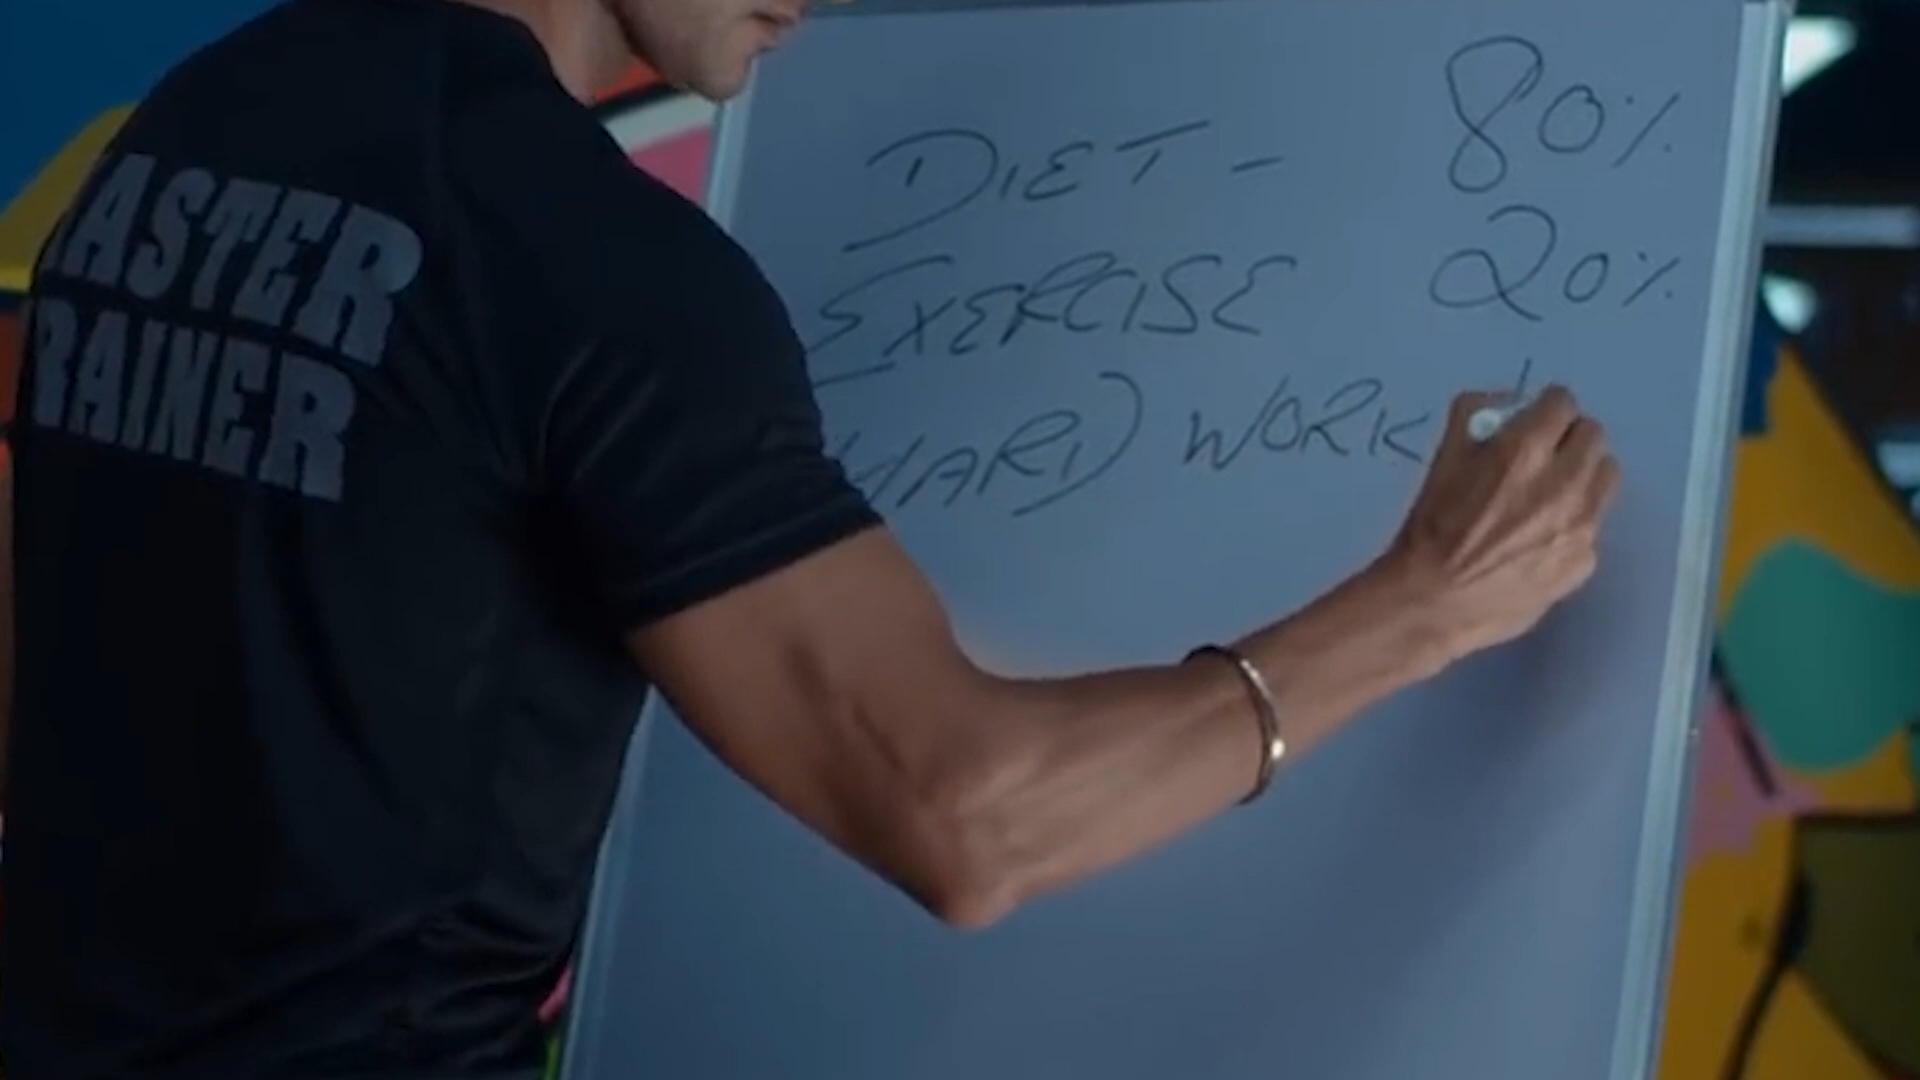 ASTER
RAINER
DIET - 80%
EXERCISE 20%
HARD WORK